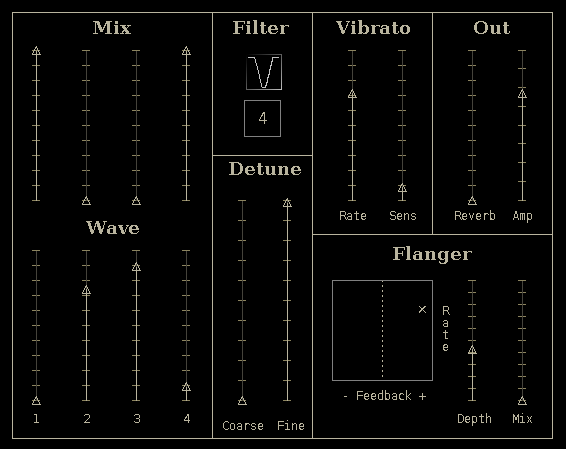 Mix
Filter
Vibrato
Out
4
Detune
Rate Sens
Reverb Amp
Wave
Flanger
Rate
- Feedback +
1 2 3 4
Coarse Fine
Depth Mix